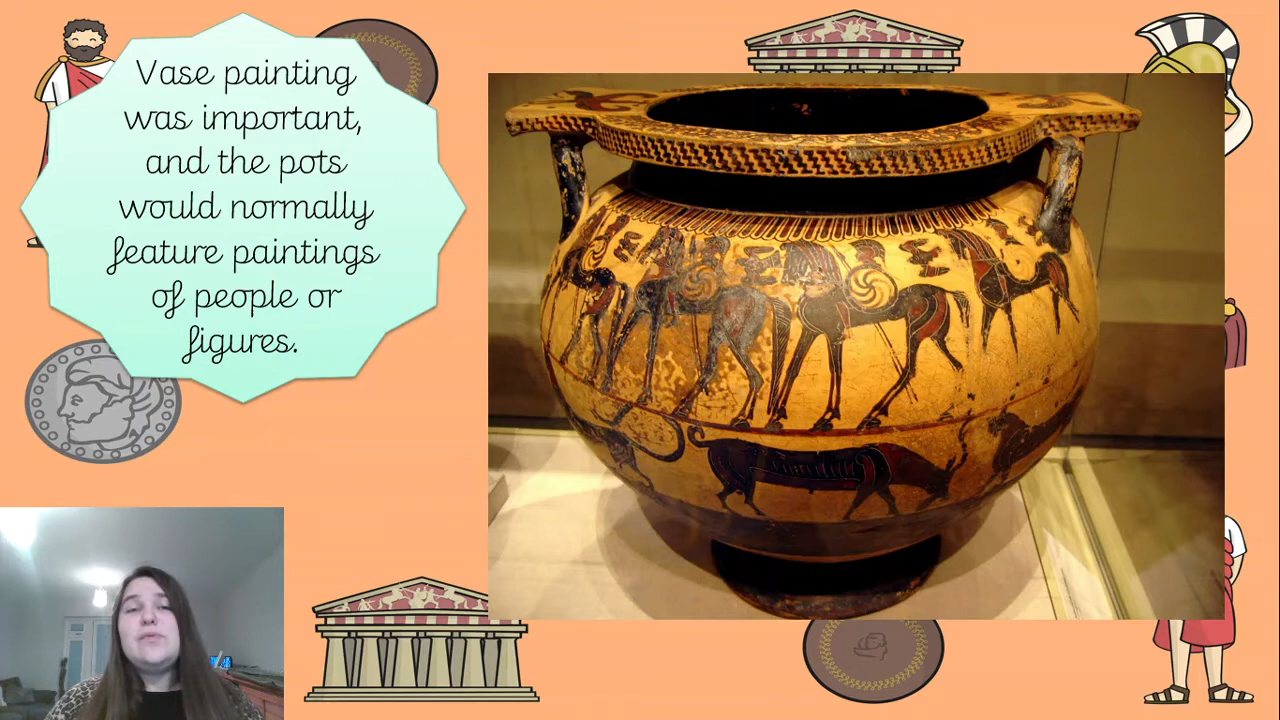 Vase painting
was important,
and the pots
would normally
feature paintings
of people or
figures.